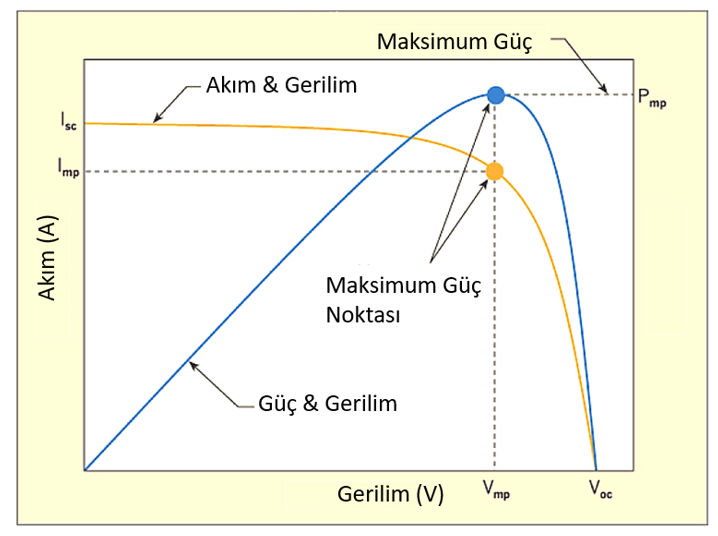 Maksimum Güç
Akım & Gerilim
Pmp
Isc
Imp
Akım (A)
Maksimum Güç
Noktası
Güç & Gerilim
Gerilim (V)
Vmp
Voc